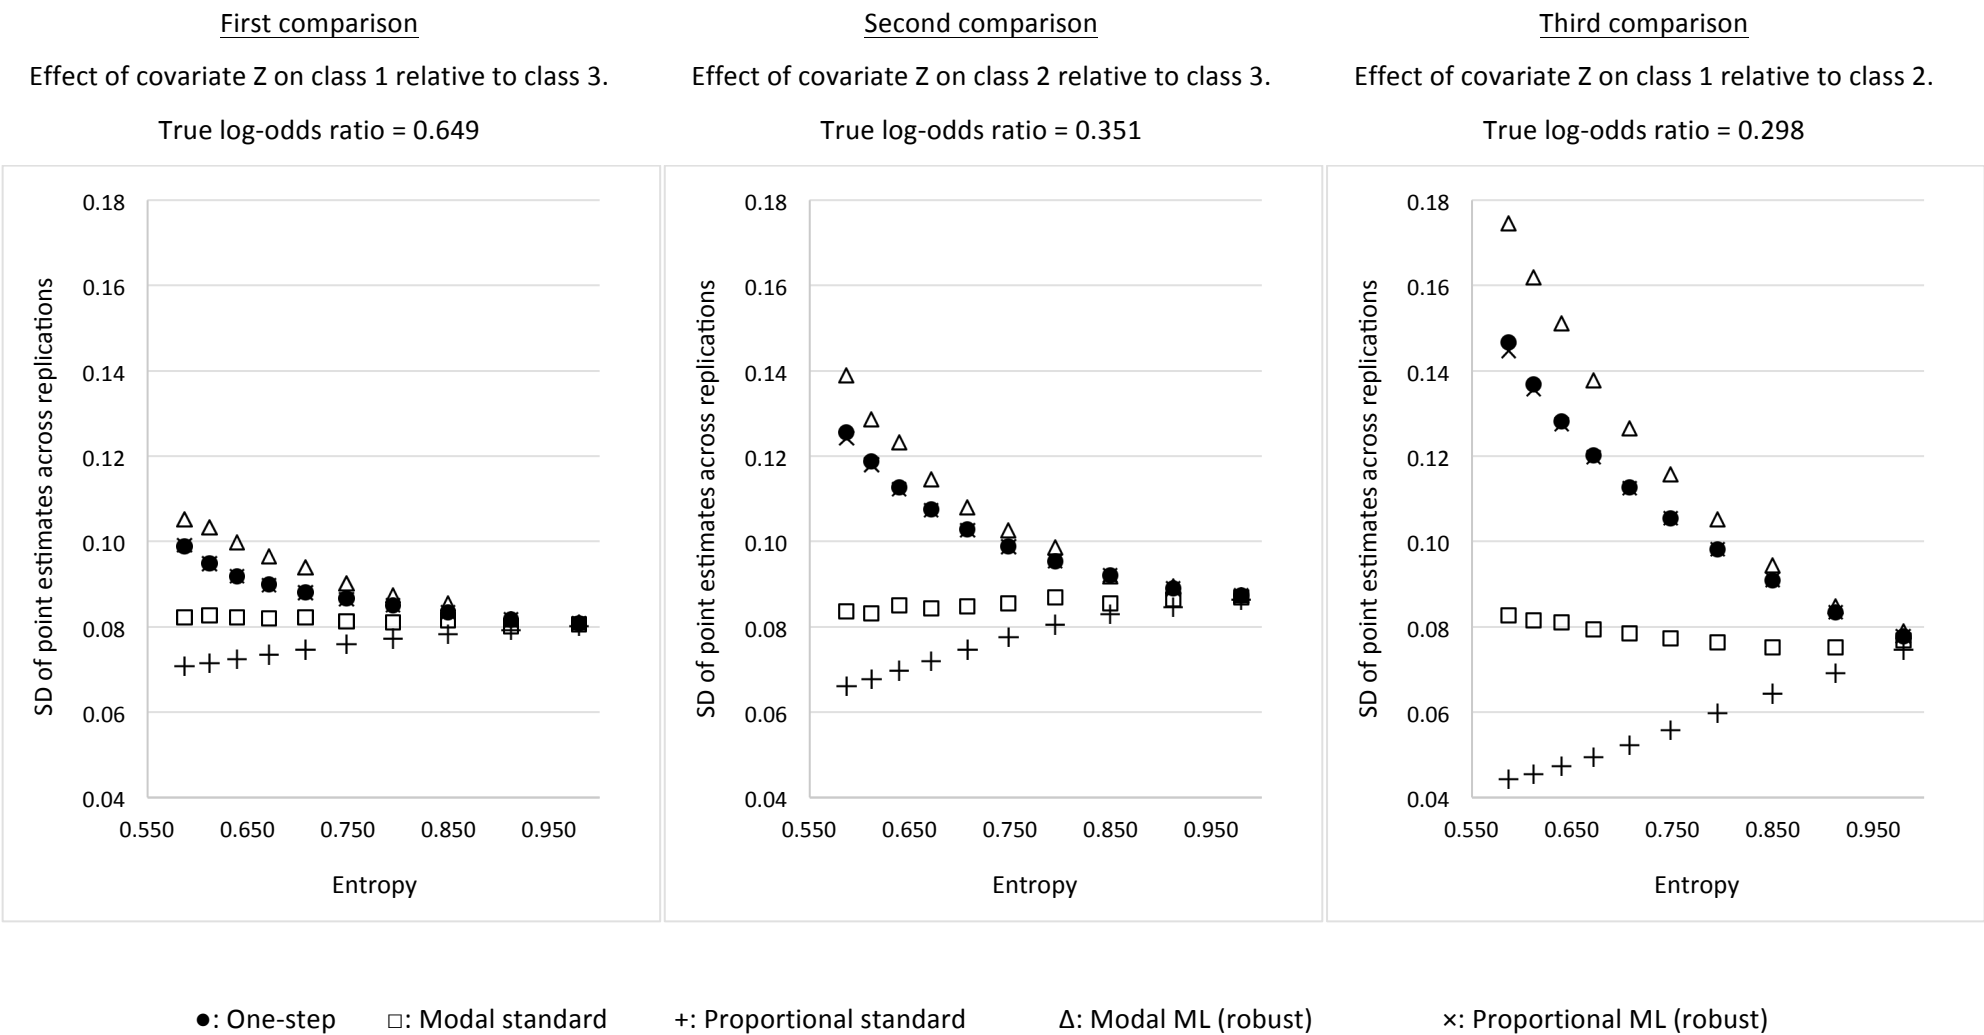 First comparison
Effect of covariate Z on class 1 relative to class 3.
True log-odds ratio = 0.649
SD of point estimates across replications
0.18
0.16
0.14
0.12
0.10
0.08
0.06
0.04
0.550 0.650 0.750 0.850 0.950
Entropy
Second comparison
Effect of covariate Z on class 2 relative to class 3.
True log-odds ratio = 0.351
SD of point estimates across replications
0.18
0.16
0.14
0.12
0.10
0.08
0.06
0.04
0.550 0.650 0.750 0.850 0.950
Entropy
Third comparison
Effect of covariate Z on class 1 relative to class 2.
True log-odds ratio = 0.298
SD of point estimates across replications
0.18
0.16
0.14
0.12
0.10
0.08
0.06
0.04
0.550 0.650 0.750 0.850 0.950
Entropy
●: One-step □: Modal standard +: Proportional standard Δ: Modal ML (robust) ×: Proportional ML (robust)